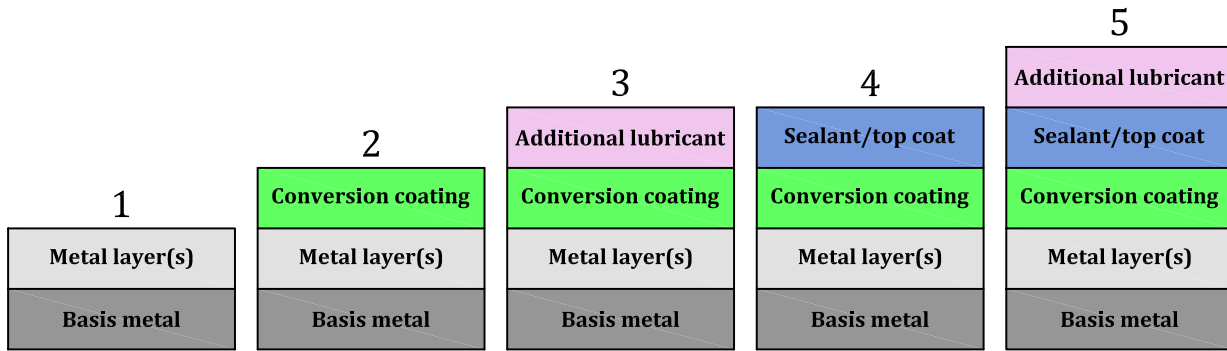 1
Metal layer(s)
Basis metal
2
Conversion coating
Metal layer(s)
Basis metal
3
Additional lubricant
Conversion coating
Metal layer(s)
Basis metal
4
Sealant/top coat
Conversion coating
Metal layer(s)
Basis metal
5
Additional lubricant
Sealant/top coat
Conversion coating
Metal layer(s)
Basis metal